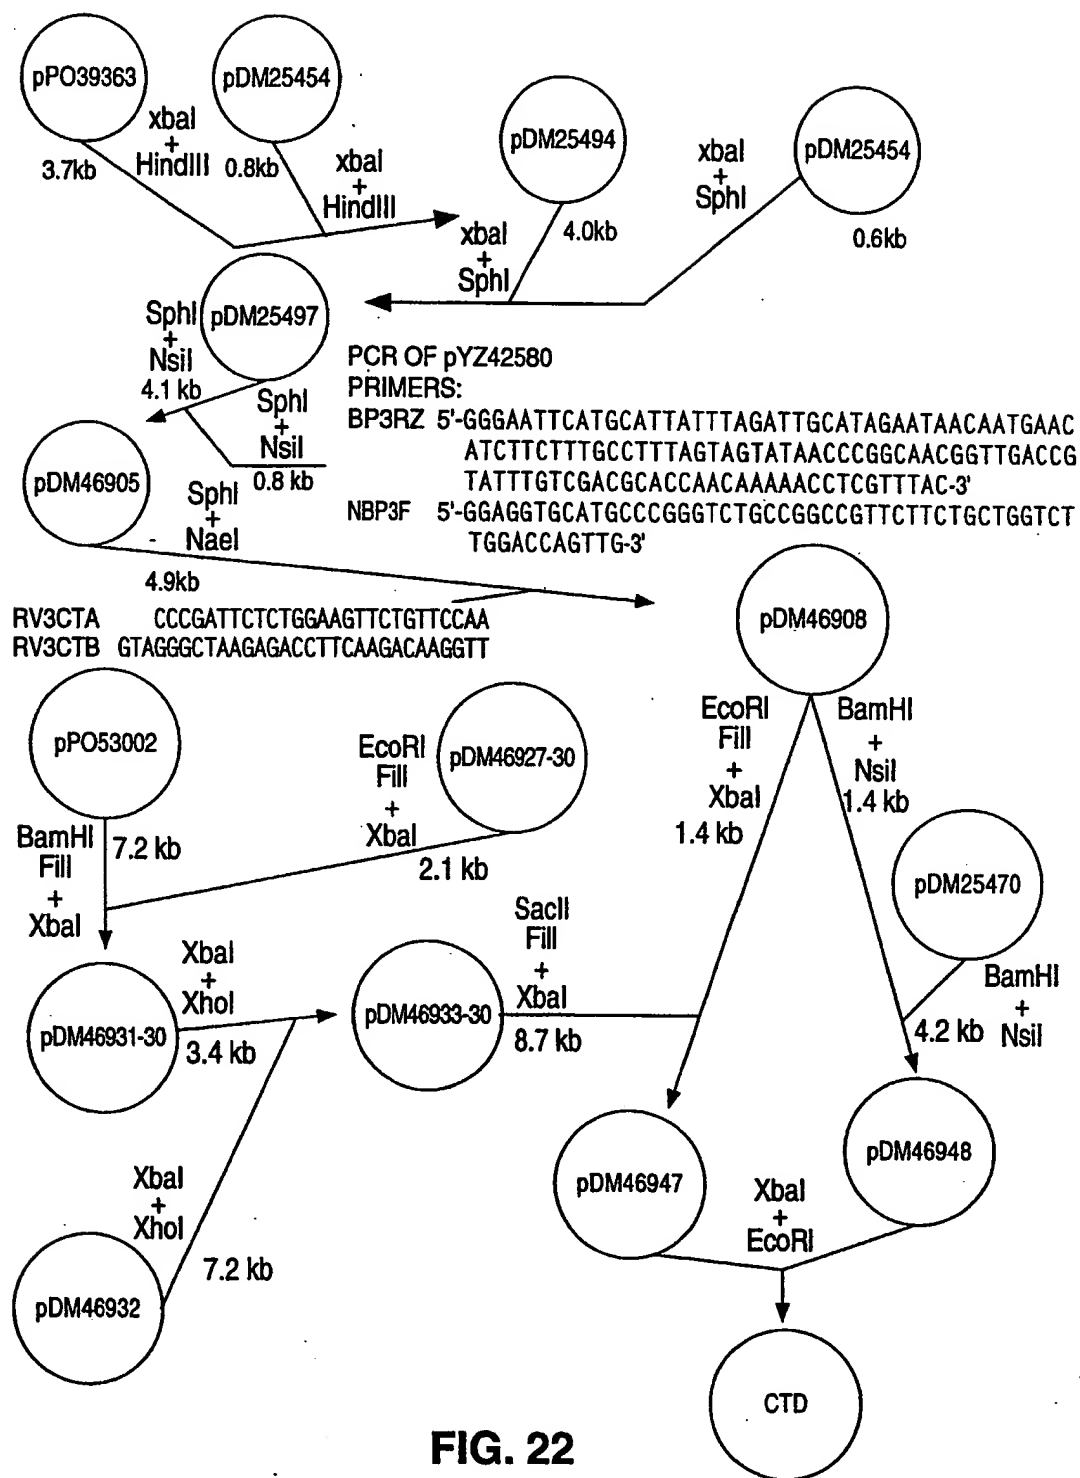 pPO39363
pDM25454
xbaI
+
HindIII
3.7kb
0.8kb
xbaI
+
HindIII
pDM25494
xbaI
+
SphI
pDM25454
4.0kb
0.6kb
xbaI
+
SphI
pDM25497
SphI
+
NsiI
4.1 kb
SphI
+
NsiI
0.8 kb
PCR OF pYZ42580
PRIMERS:
BP3RZ 5'-GGGAATTCATGCATTATTTAGATTGCATAGAATAACAATGAAC
ATCTTCTTTGCCTTTAGTAGTATAACCCGGCAACGGTTGACCG
TATTTGTCGACGCACCAACAAAAACCTCGTTTAC-3'
NBP3F 5'-GGAGGTGCATGCCCGGGTCTGCCGGCCGTTCTTCTGCTGGTCT
TGGACCAGTTG-3'
pDM46905
SphI
+
NaeI
4.9kb
RV3CTA CCCGATTCTCTGGAAGTTCTGTTCCAA
RV3CTB GTAGGGCTAAGAGACCTTCAAGACAAGGTT
pDM46908
pPO53002
EcoRI
Fill
+
XbaI
pDM46927-30
EcoRI
Fill
+
XbaI
1.4 kb
BamHI
+
NsiI
1.4 kb
BamHI
Fill
+
XbaI
7.2 kb
2.1 kb
pDM25470
BamHI
+
NsiI
4.2 kb
pDM46931-30
XbaI
+
XhoI
3.4 kb
pDM46933-30
SacII
Fill
+
XbaI
8.7 kb
XbaI
+
XhoI
7.2 kb
pDM46932
pDM46947
pDM46948
XbaI
+
EcoRI
CTD
FIG. 22